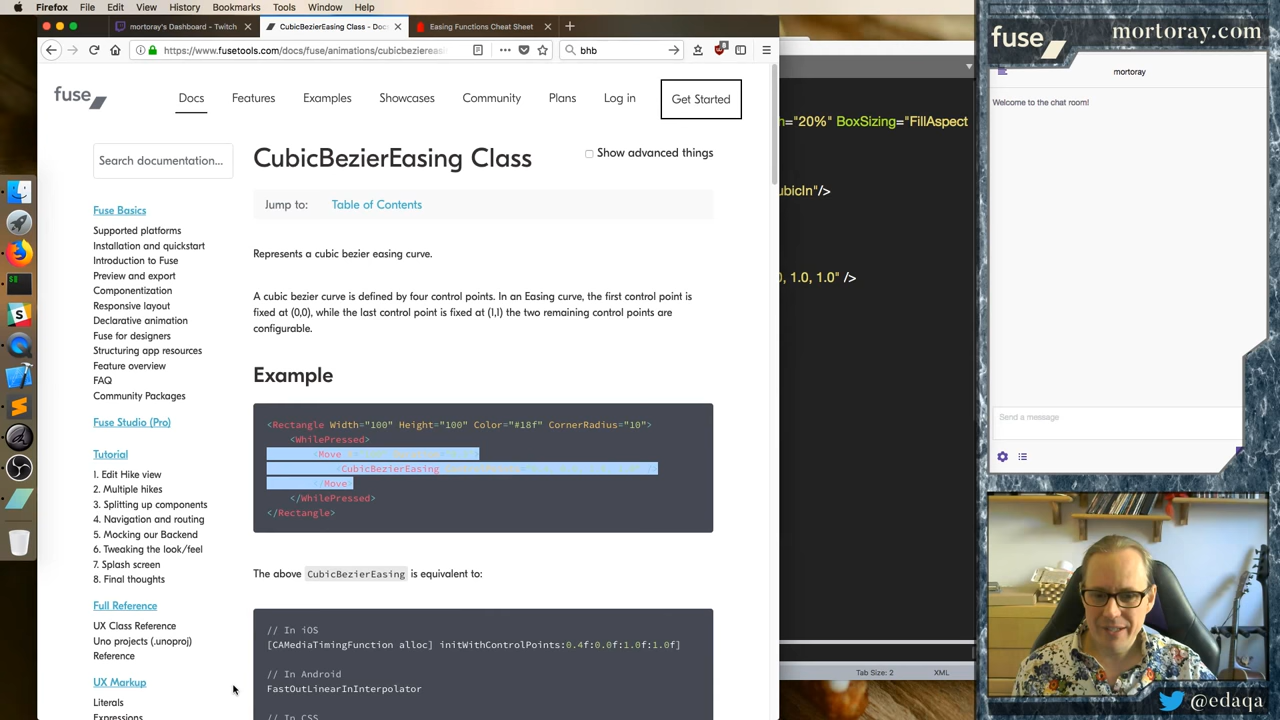 Firefox File Edit View History Bookmarks Tools Window Help
mortoray's Dashboard - Twitch
CubicBezierEasing Class - Docs
Easing Functions Cheat Sheet
https://www.fusetools.com/docs/fuse/animations/cubicbeziereasing
bhb
fuse
Docs
Features
Examples
Showcases
Community
Plans
Log in
Get Started
Search documentation...
Fuse Basics
Supported platforms
Installation and quickstart
Introduction to Fuse
Preview and export
Componentization
Responsive layout
Declarative animation
Fuse for designers
Structuring app resources
Feature overview
FAQ
Community Packages
Fuse Studio (Pro)
Tutorial
1. Edit Hike view
2. Multiple hikes
3. Splitting up components
4. Navigation and routing
5. Mocking our Backend
6. Tweaking the look/feel
7. Splash screen
8. Final thoughts
Full Reference
UX Class Reference
Uno projects (.unoproj)
Reference
UX Markup
Literals
Expressions
CubicBezierEasing Class
Show advanced things
Jump to: Table of Contents
Represents a cubic bezier easing curve.
A cubic bezier curve is defined by four control points. In an Easing curve, the first control point is
fixed at (0,0), while the last control point is fixed at (1,1) the two remaining control points are
configurable.
Example
<Rectangle Width="100" Height="100" Color="#18f" CornerRadius="10">
<WhilePressed>
<Move
<CubicBezierEasing />
</Move>
</WhilePressed>
</Rectangle>
The above CubicBezierEasing is equivalent to:
// In iOS
[CAMediaTimingFunction alloc] initWithControlPoints:0.4f:0.0f:1.0f:1.0f]
// In Android
FastOutLinearInInterpolator
// In CSS
="20%" BoxSizing="FillAspect
ubicIn"/>
, 1.0, 1.0" />
Tab Size: 2
XML
fuse
mortoray.com
mortoray
Welcome to the chat room!
Send a message
@edaqa